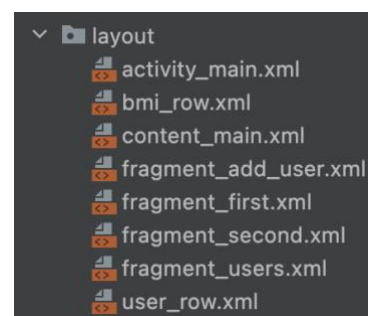 layout
activity_main.xml
bmi_row.xml
content_main.xml
fragment_add_user.xml
fragment_first.xml
fragment_second.xml
fragment_users.xml
user_row.xml